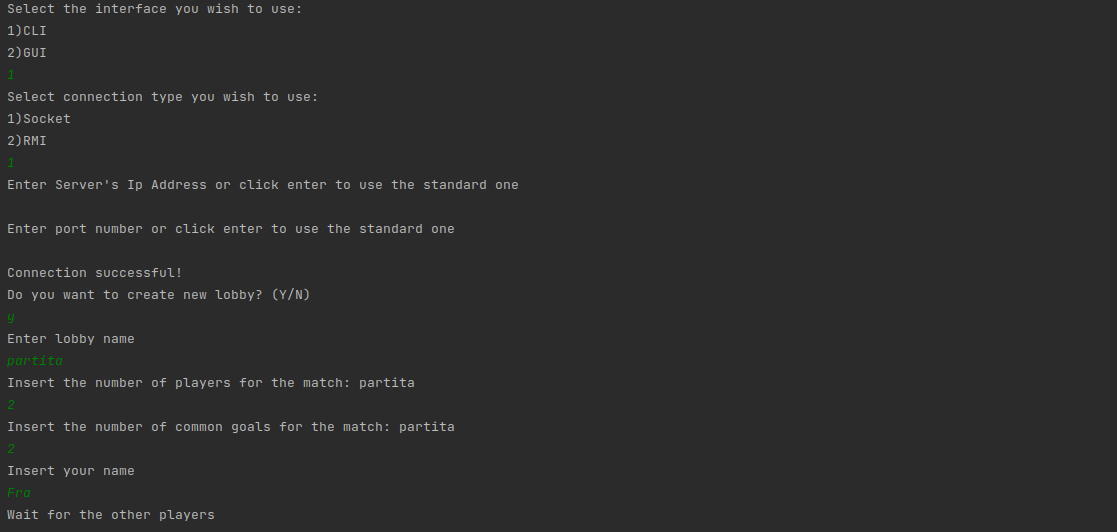 Select the interface you wish to use:
1)CLI
2)GUI
1
Select connection type you wish to use:
1)Socket
2)RMI
1
Enter Server's Ip Address or click enter to use the standard one
Enter port number or click enter to use the standard one
Connection successful!
Do you want to create new lobby? (Y/N)
y
Enter lobby name
partita
Insert the number of players for the match: partita
2
Insert the number of common goals for the match: partita
2
Insert your name
Fra
Wait for the other players